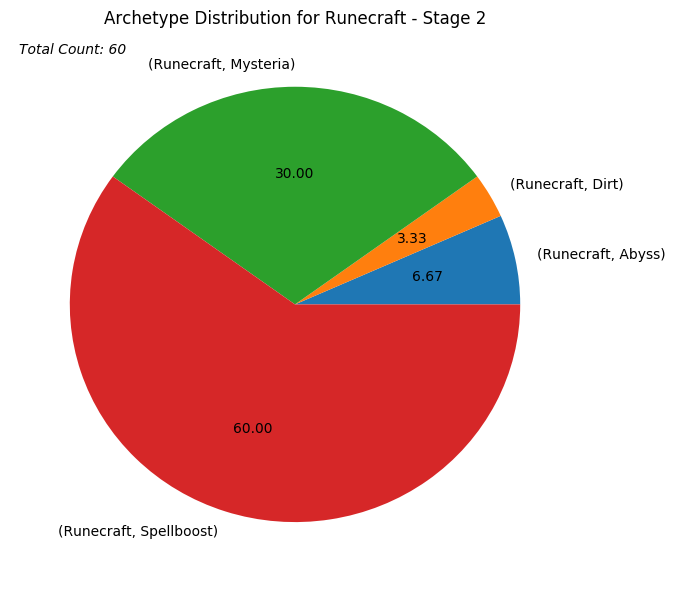 Archetype Distribution for Runecraft - Stage 2
Total Count: 60
(Runecraft, Mysteria)
30.00
(Runecraft, Dirt)
3.33
(Runecraft, Abyss)
6.67
60.00
(Runecraft, Spellboost)